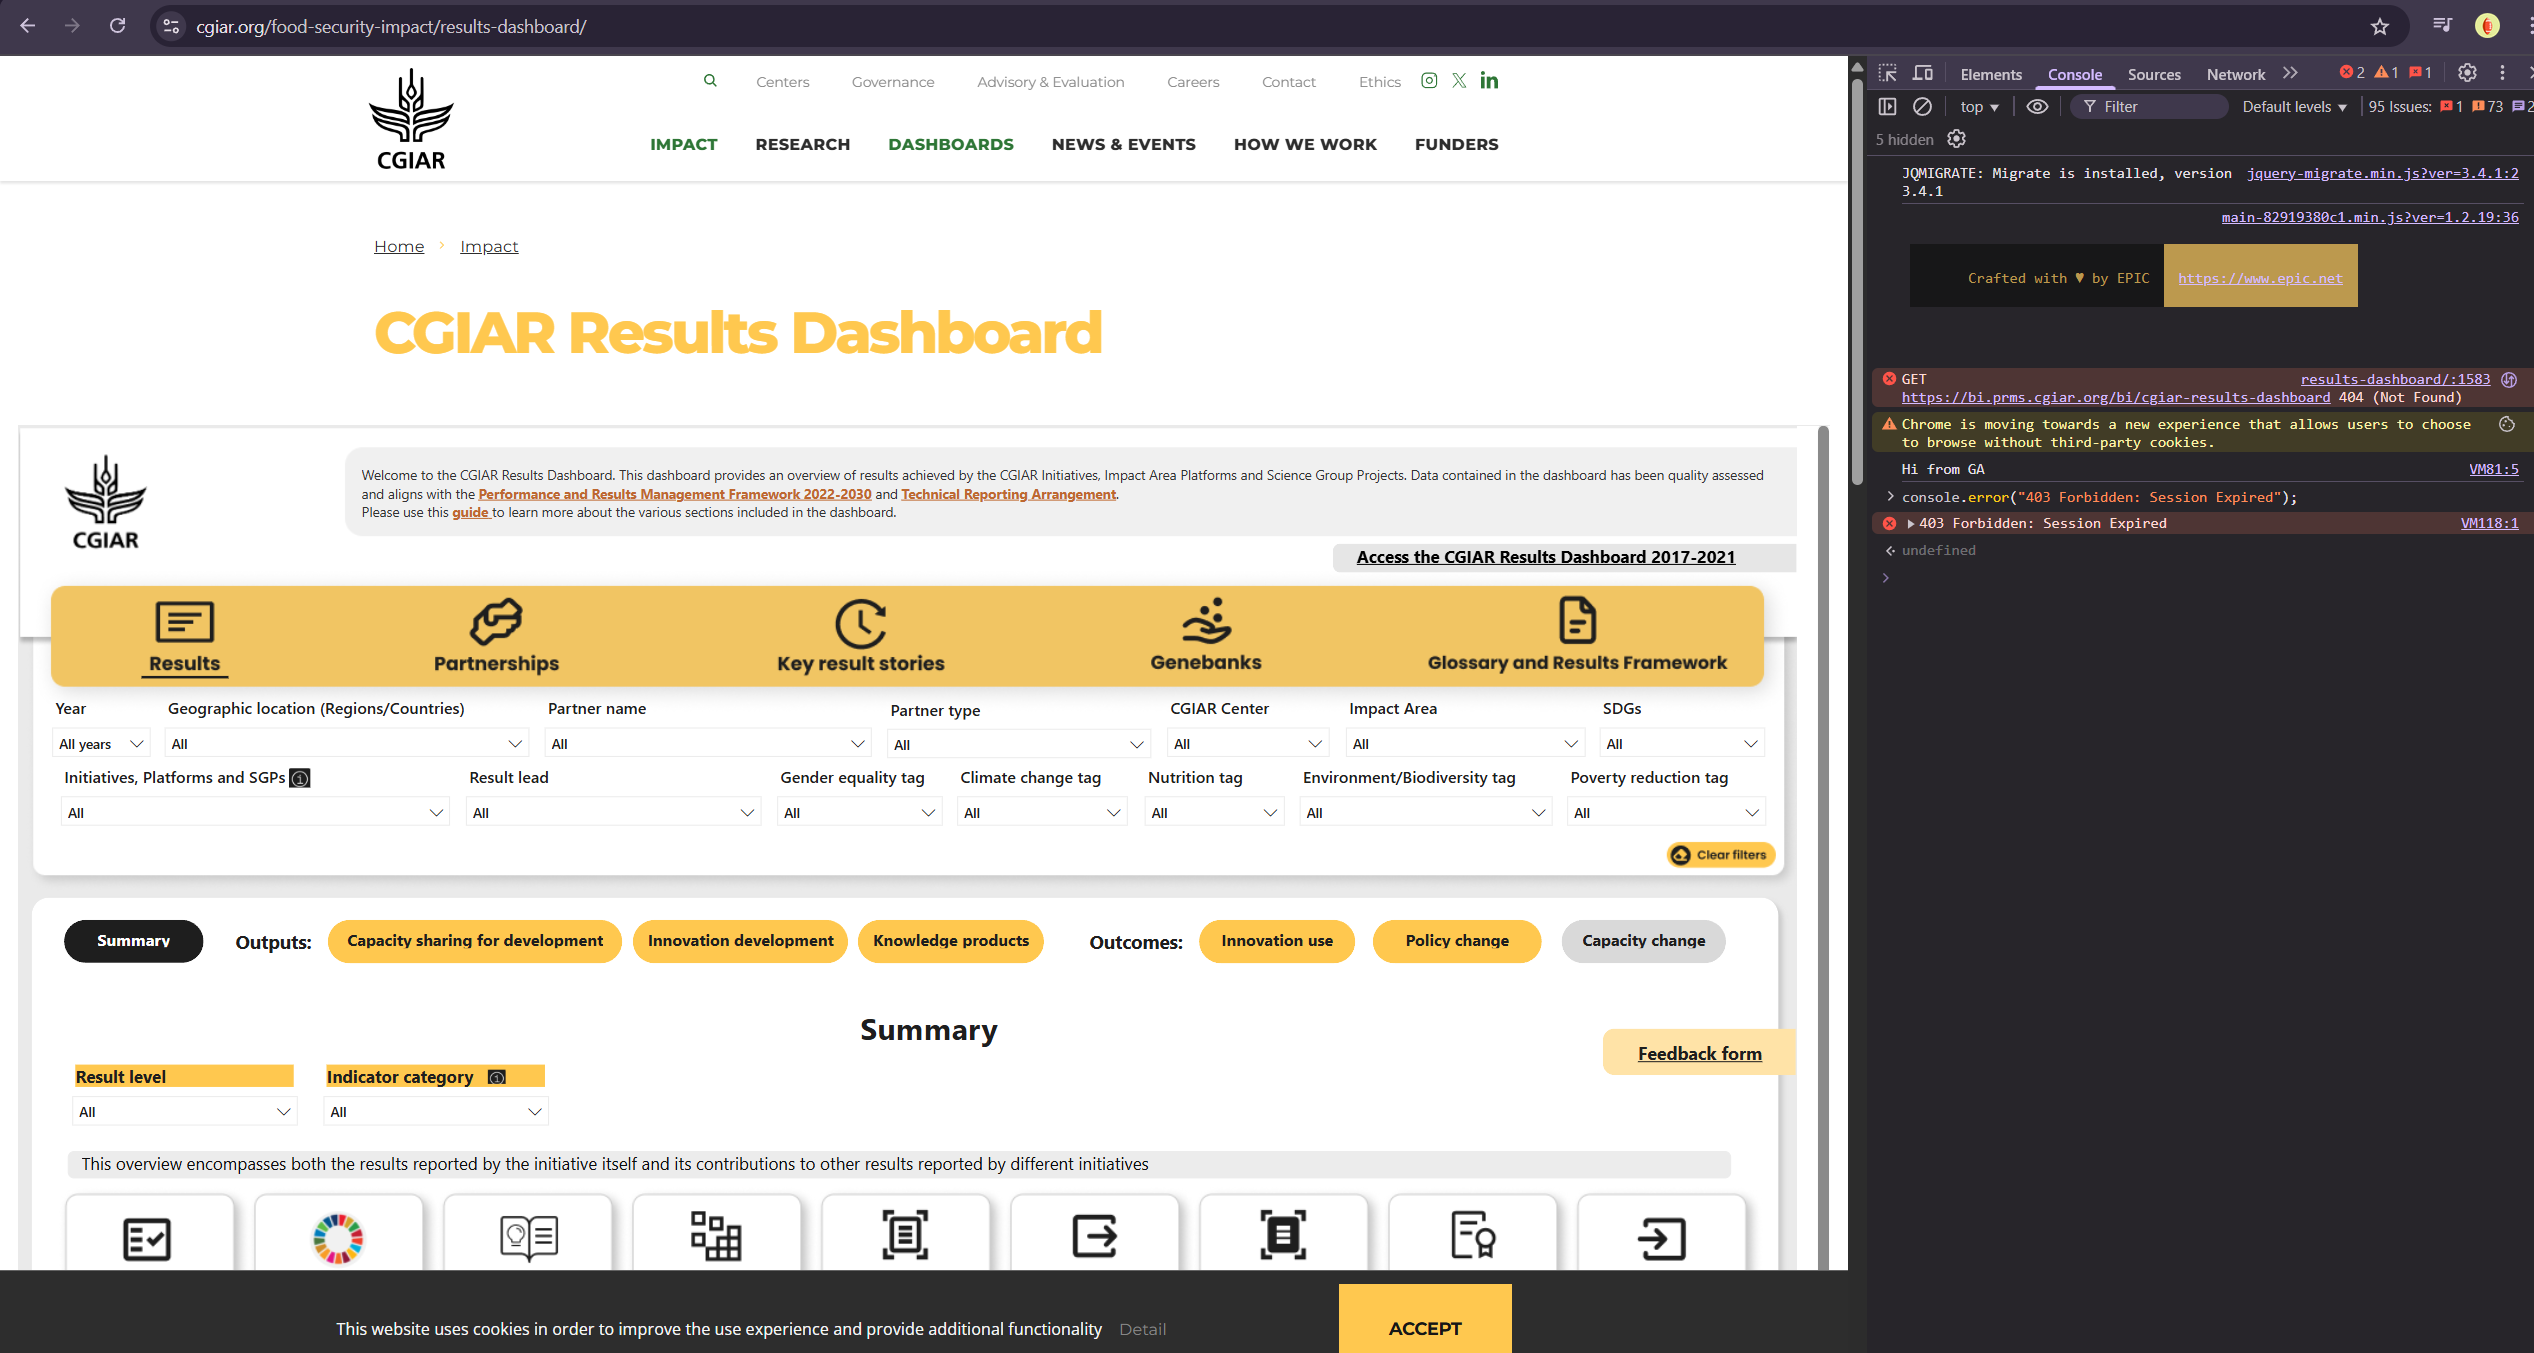 cgiar.org/food-security-impact/results-dashboard/
Centers
Governance
Advisory & Evaluation
Careers
Contact
Ethics
CGIAR
IMPACT
RESEARCH
DASHBOARDS
NEWS & EVENTS
HOW WE WORK
FUNDERS
Home
Impact
CGIAR Results Dashboard
CGIAR
Welcome to the CGIAR Results Dashboard. This dashboard provides an overview of results achieved by the CGIAR Initiatives, Impact Area Platforms and Science Group Projects. Data contained in the dashboard has been quality assessed
and aligns with the Performance and Results Management Framework 2022-2030 and Technical Reporting Arrangement.
Please use this guide to learn more about the various sections included in the dashboard.
Access the CGIAR Results Dashboard 2017-2021
Results
Partnerships
Key result stories
Genebanks
Glossary and Results Framework
Year
Geographic location (Regions/Countries)
Partner name
Partner type
CGIAR Center
Impact Area
SDGs
All years
All
All
All
All
All
All
Initiatives, Platforms and SGPs
Result lead
Gender equality tag
Climate change tag
Nutrition tag
Environment/Biodiversity tag
Poverty reduction tag
All
All
All
All
All
All
All
Clear filters
Summary
Outputs:
Capacity sharing for development
Innovation development
Knowledge products
Outcomes:
Innovation use
Policy change
Capacity change
Summary
Feedback form
Result level
Indicator category
All
All
This overview encompasses both the results reported by the initiative itself and its contributions to other results reported by different initiatives
This website uses cookies in order to improve the use experience and provide additional functionality Detail
ACCEPT
Elements
Console
Sources
Network
2
1
1
top
Filter
Default levels
95 Issues:
1
73
2
5 hidden
JQMIGRATE: Migrate is installed, version jquery-migrate.min.js?ver=3.4.1:2
3.4.1
main-82919380c1.min.js?ver=1.2.19:36
Crafted with ♥ by EPIC https://www.epic.net
GET results-dashboard/:1583
https://bi.prms.cgiar.org/bi/cgiar-results-dashboard 404 (Not Found)
Chrome is moving towards a new experience that allows users to choose
to browse without third-party cookies.
Hi from GA VM81:5
console.error("403 Forbidden: Session Expired");
403 Forbidden: Session Expired VM118:1
undefined